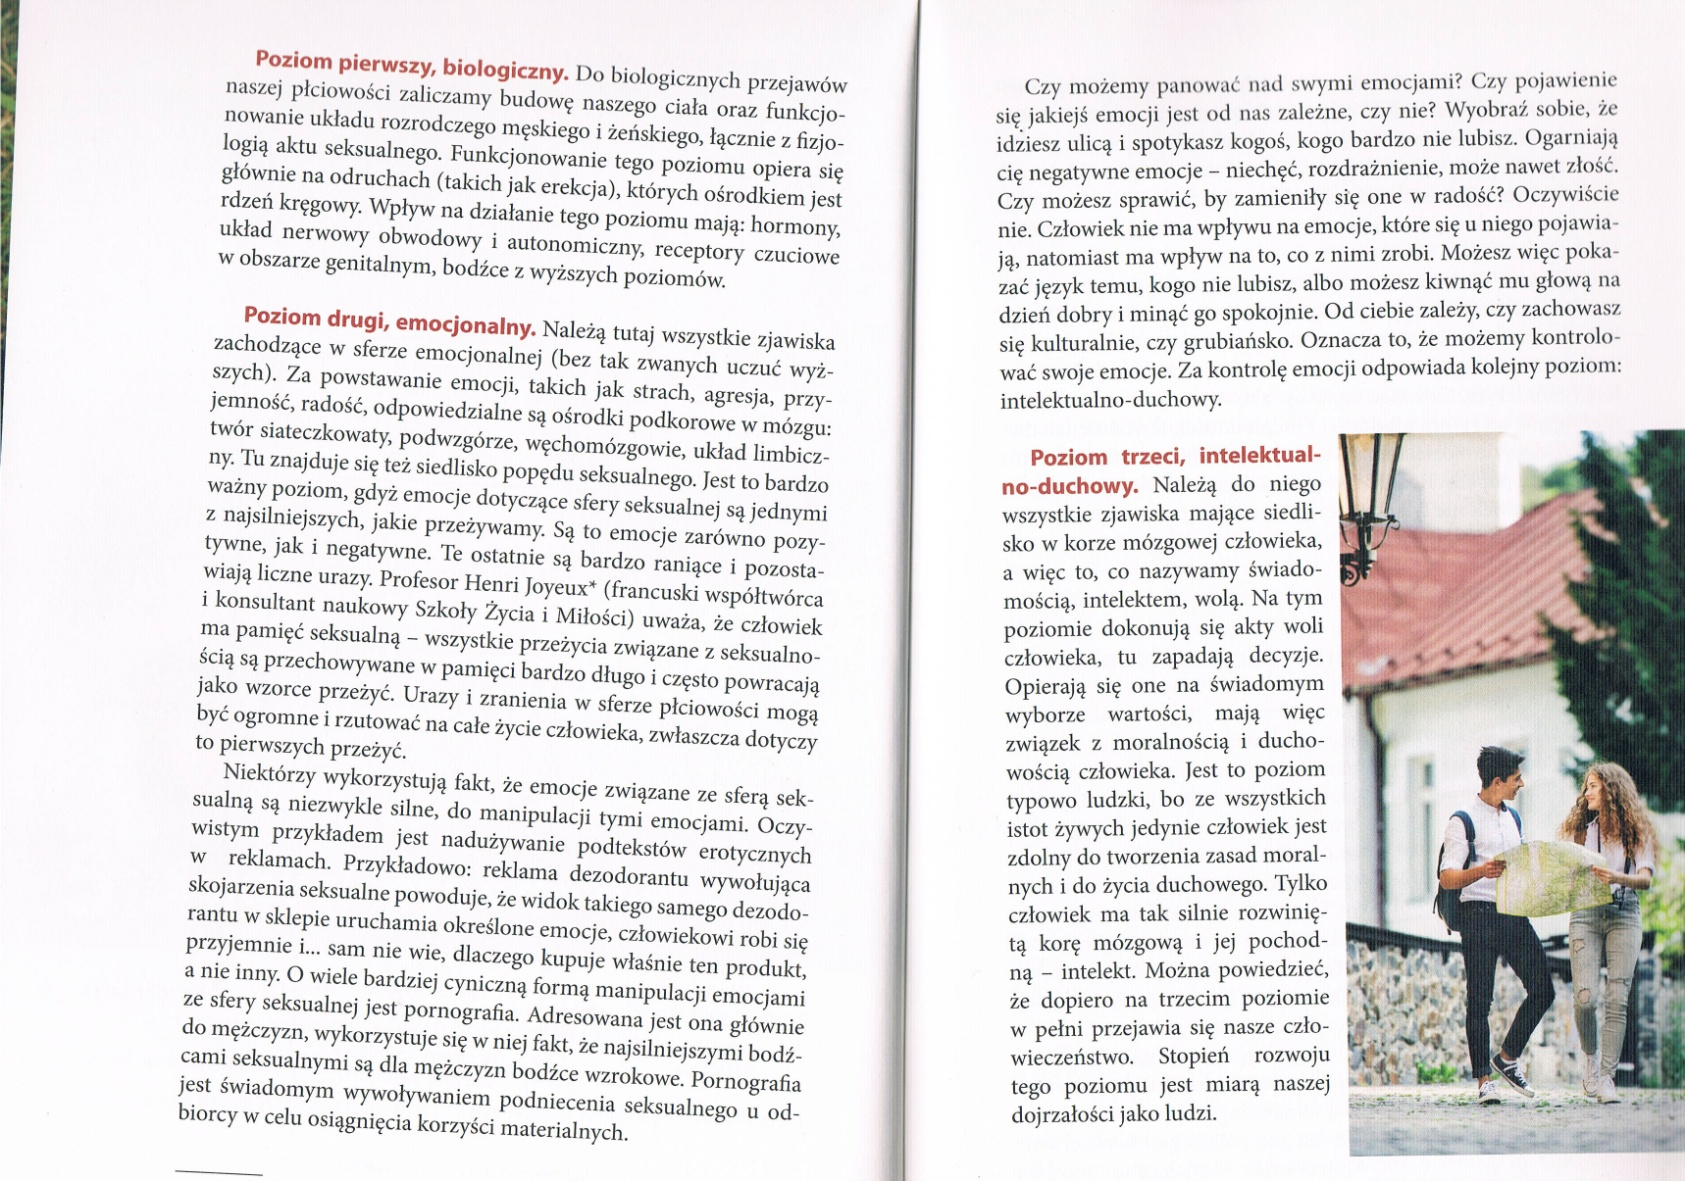 Poziom pierwszy, biologiczny. Do biologicznych przejawów
naszej płciowości zaliczamy budowę naszego ciała oraz funkcjo-
nowanie układu rozrodczego męskiego i żeńskiego, łącznie z fizjo-
logią aktu seksualnego. Funkcjonowanie tego poziomu opiera się
głównie na odruchach (takich jak erekcja), których ośrodkiem jest
rdzeń kręgowy. Wpływ na działanie tego poziomu mają: hormony,
układ nerwowy obwodowy i autonomiczny, receptory czuciowe
w obszarze genitalnym, bodźce z wyższych poziomów.
Poziom drugi, emocjonalny. Należą tutaj wszystkie zjawiska
zachodzące w sferze emocjonalnej (bez tak zwanych uczuć wyż-
szych). Za powstawanie emocji, takich jak strach, agresja, przy-
jemność, radość, odpowiedzialne są ośrodki podkorowe w mózgu:
twór siateczkowaty, podwzgórze, węchomózgowie, układ limbicz-
ny. Tu znajduje się też siedlisko popędu seksualnego. Jest to bardzo
ważny poziom, gdyż emocje dotyczące sfery seksualnej są jednymi
z najsilniejszych, jakie przeżywamy. Są to emocje zarówno pozy-
tywne, jak i negatywne. Te ostatnie są bardzo raniące i pozosta-
wiają liczne urazy. Profesor Henri Joyeux* (francuski współtwórca
i konsultant naukowy Szkoły Życia i Miłości) uważa, że człowiek
ma pamięć seksualną – wszystkie przeżycia związane z seksualno-
ścią są przechowywane w pamięci bardzo długo i często powracają
jako wzorce przeżyć. Urazy i zranienia w sferze płciowości mogą
być ogromne i rzutować na całe życie człowieka, zwłaszcza dotyczy
to pierwszych przeżyć.
Niektórzy wykorzystują fakt, że emocje związane ze sferą sek-
sualną są niezwykle silne, do manipulacji tymi emocjami. Oczy-
wistym przykładem jest nadużywanie podtekstów erotycznych
w reklamach. Przykładowo: reklama dezodorantu wywołująca
skojarzenia seksualne powoduje, że widok takiego samego dezodo-
rantu w sklepie uruchamia określone emocje, człowiekowi robi się
przyjemnie i... sam nie wie, dlaczego kupuje właśnie ten produkt,
a nie inny. O wiele bardziej cyniczną formą manipulacji emocjami
ze sfery seksualnej jest pornografia. Adresowana jest ona głównie
do mężczyzn, wykorzystuje się w niej fakt, że najsilniejszymi bodź-
cami seksualnymi są dla mężczyzn bodźce wzrokowe. Pornografia
jest świadomym wywoływaniem podniecenia seksualnego u od-
biorcy w celu osiągnięcia korzyści materialnych.
Czy możemy panować nad swymi emocjami? Czy pojawienie
się jakiejś emocji jest od nas zależne, czy nie? Wyobraź sobie, że
idziesz ulicą i spotykasz kogoś, kogo bardzo nie lubisz. Ogarniają
cię negatywne emocje – niechęć, rozdrażnienie, może nawet złość.
Czy możesz sprawić, by zamieniły się one w radość? Oczywiście
nie. Człowiek nie ma wpływu na emocje, które się u niego pojawia-
ją, natomiast ma wpływ na to, co z nimi zrobi. Możesz więc poka-
zać język temu, kogo nie lubisz, albo możesz kiwnąć mu głową na
dzień dobry i minąć go spokojnie. Od ciebie zależy, czy zachowasz
się kulturalnie, czy grubiańsko. Oznacza to, że możemy kontrolo-
wać swoje emocje. Za kontrolę emocji odpowiada kolejny poziom:
intelektualno-duchowy.
Poziom trzeci, intelektual-
no-duchowy. Należą do niego
wszystkie zjawiska mające siedli-
sko w korze mózgowej człowieka,
a więc to, co nazywamy świado-
mością, intelektem, wolą. Na tym
poziomie dokonują się akty woli
człowieka, tu zapadają decyzje.
Opierają się one na świadomym
wyborze wartości, mają więc
związek z moralnością i ducho-
wością człowieka. Jest to poziom
typowo ludzki, bo ze wszystkich
istot żywych jedynie człowiek jest
zdolny do tworzenia zasad moral-
nych i do życia duchowego. Tylko
człowiek ma tak silnie rozwinię-
tą korę mózgową i jej pochod-
ną – intelekt. Można powiedzieć,
że dopiero na trzecim poziomie
w pełni przejawia się nasze czło-
wieczeństwo. Stopień rozwoju
tego poziomu jest miarą naszej
dojrzałości jako ludzi.